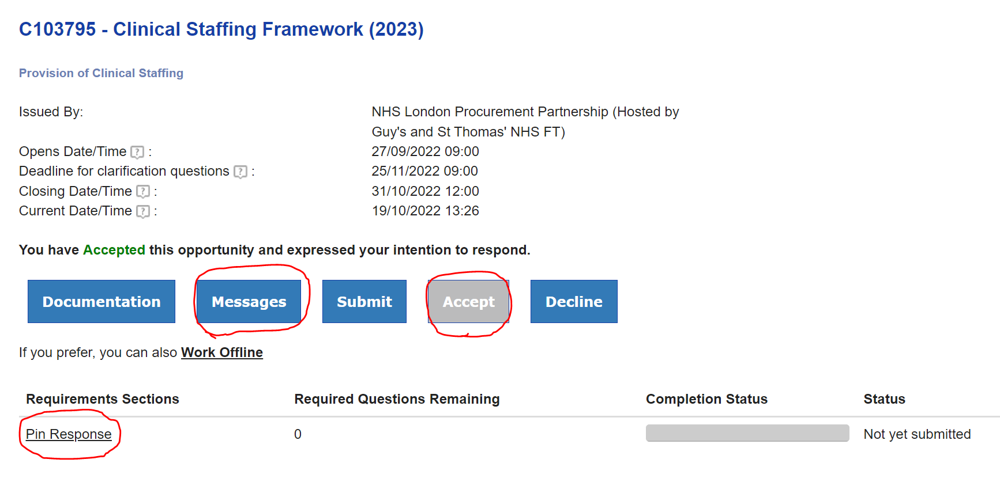 C103795 - Clinical Staffing Framework (2023)
Provision of Clinical Staffing
Issued By: NHS London Procurement Partnership (Hosted by
Guy's and St Thomas' NHS FT)
Opens Date/Time ? : 27/09/2022 09:00
Deadline for clarification questions ? : 25/11/2022 09:00
Closing Date/Time ? : 31/10/2022 12:00
Current Date/Time ? : 19/10/2022 13:26
You have Accepted this opportunity and expressed your intention to respond.
Documentation Messages Submit Accept Decline
If you prefer, you can also Work Offline
Requirements Sections Required Questions Remaining Completion Status Status
Pin Response 0 Not yet submitted